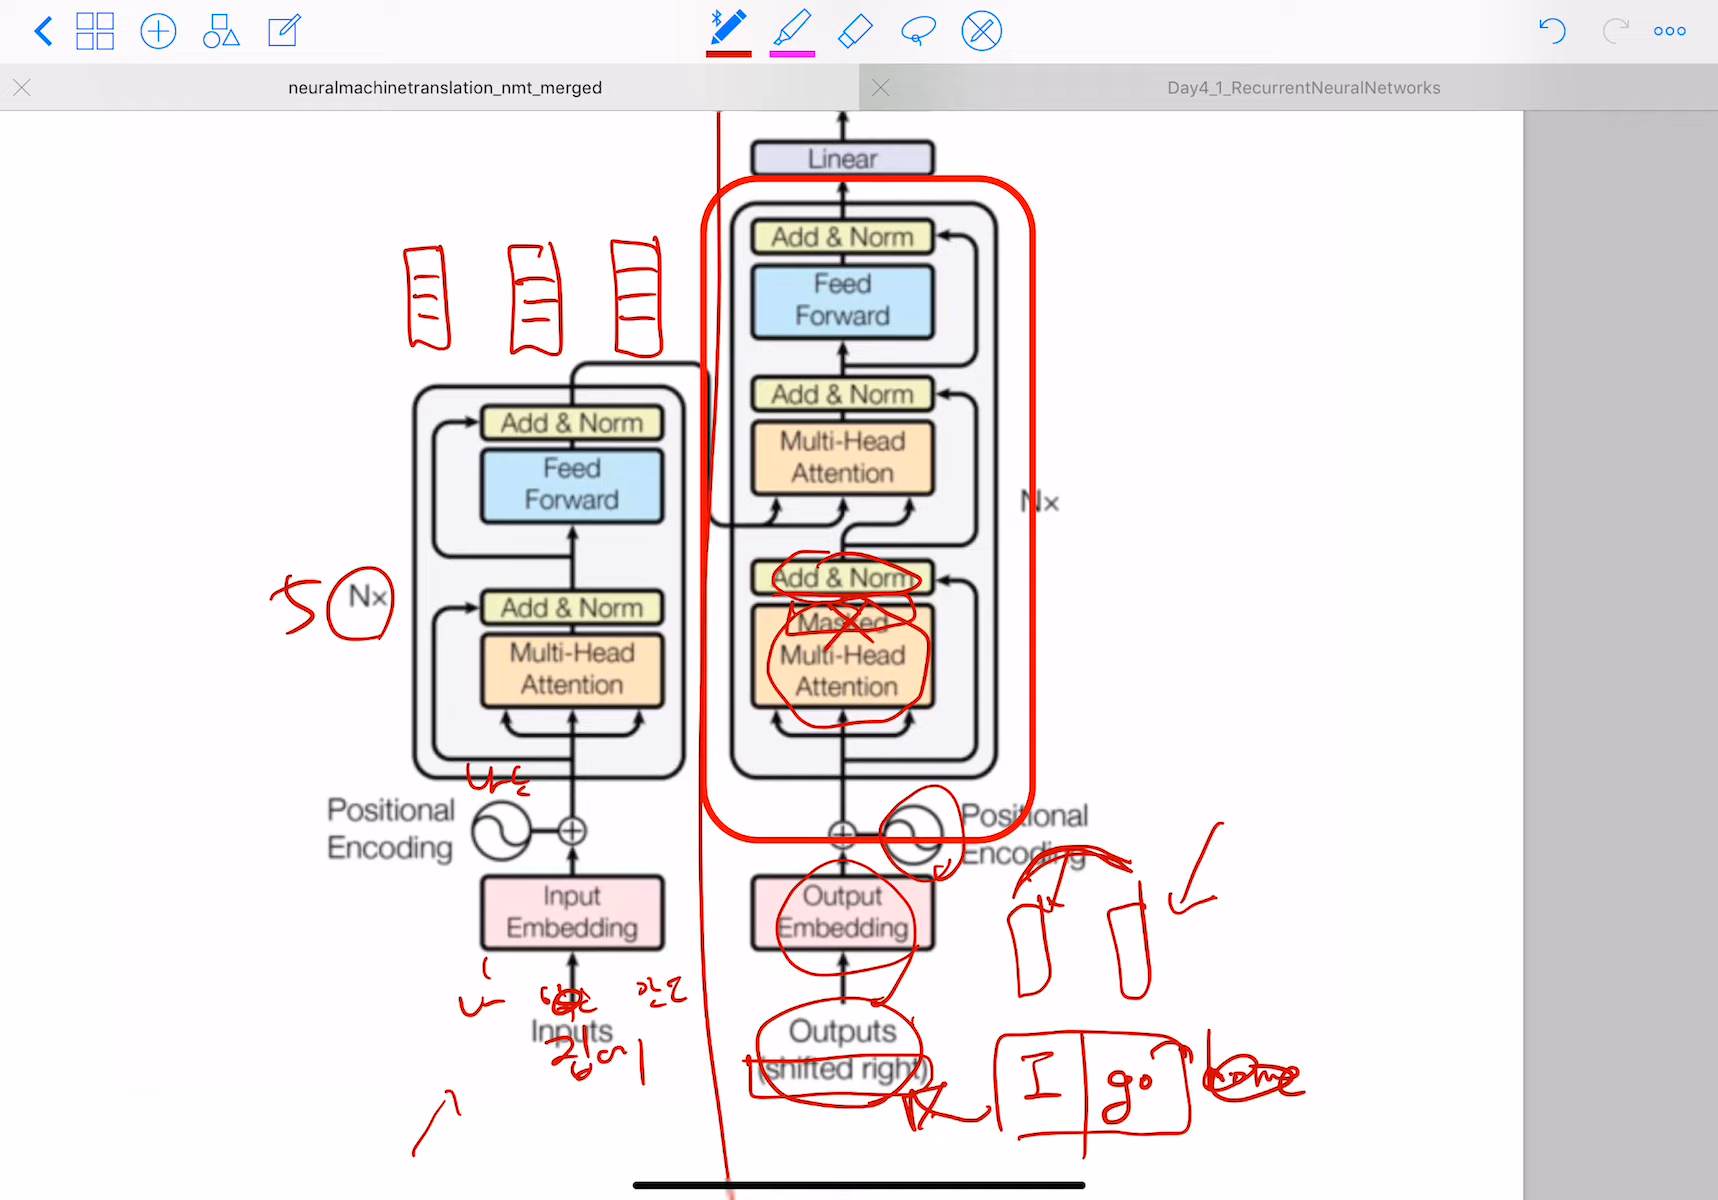 neuralmachinetranslation_nmt_merged
Day4_1_RecurrentNeuralNetworks
Linear
Add & Norm
Feed
Forward
Add & Norm
Multi-Head
Attention
Nx
Add & Norm
Masked
Multi-Head
Attention
Positional
Encoding
Output
Embedding
Outputs
(shifted right)
Add & Norm
Feed
Forward
5
Nx
Add & Norm
Multi-Head
Attention
Positional
Encoding
Input
Embedding
Inputs
I go home